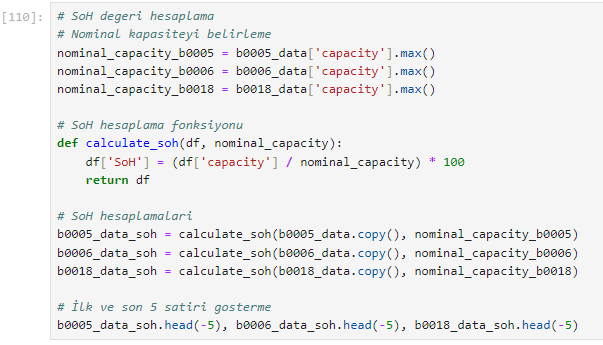 [110]: # SoH degeri hesaplama
# Nominal kapasiteyi belirleme
nominal_capacity_b0005 = b0005_data['capacity'].max()
nominal_capacity_b0006 = b0006_data['capacity'].max()
nominal_capacity_b0018 = b0018_data['capacity'].max()

# SoH hesaplama fonksiyonu
def calculate_soh(df, nominal_capacity):
    df['SoH'] = (df['capacity'] / nominal_capacity) * 100
    return df

# SoH hesaplamalari
b0005_data_soh = calculate_soh(b0005_data.copy(), nominal_capacity_b0005)
b0006_data_soh = calculate_soh(b0006_data.copy(), nominal_capacity_b0006)
b0018_data_soh = calculate_soh(b0018_data.copy(), nominal_capacity_b0018)

# İlk ve son 5 satiri gosterme
b0005_data_soh.head(-5), b0006_data_soh.head(-5), b0018_data_soh.head(-5)